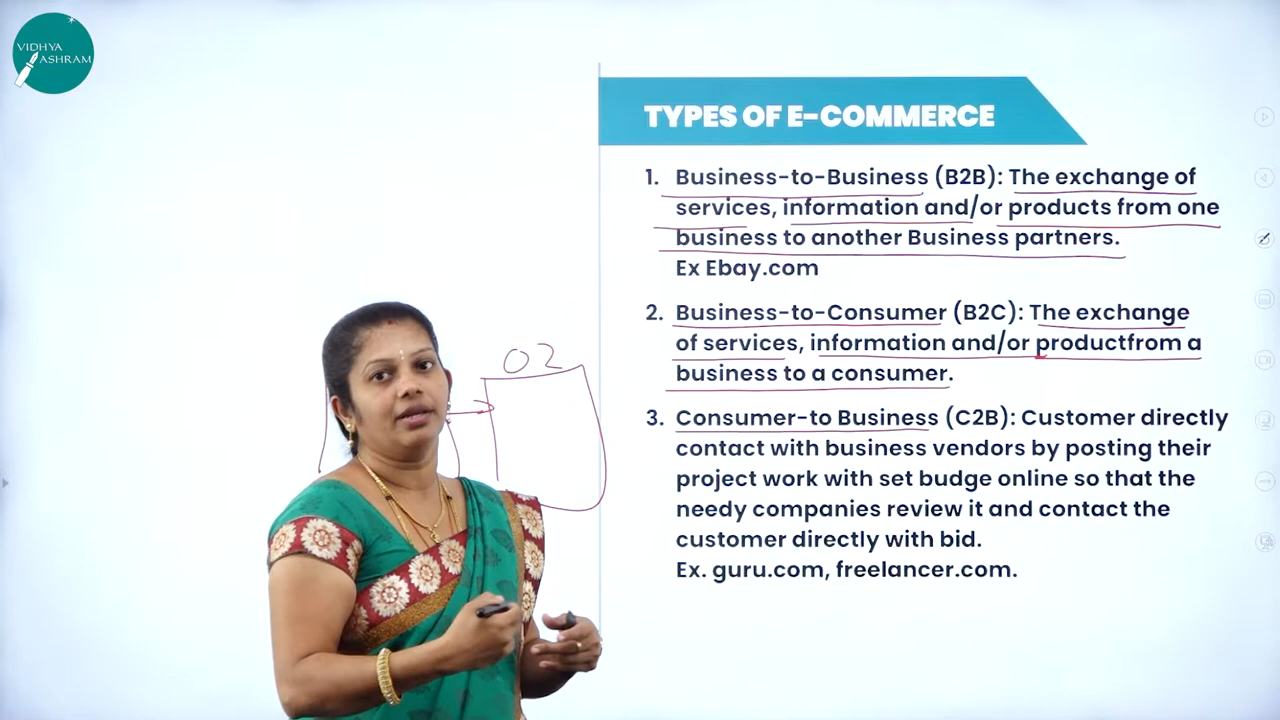 VIDHYA
ASHRAM
TYPES OF E-COMMERCE
1. Business-to-Business (B2B): The exchange of
services, information and/or products from one
business to another Business partners.
Ex Ebay.com
2. Business-to-Consumer (B2C): The exchange
of services, information and/or productfrom a
business to a consumer.
3. Consumer-to Business (C2B): Customer directly
contact with business vendors by posting their
project work with set budge online so that the
needy companies review it and contact the
customer directly with bid.
Ex. guru.com, freelancer.com.
02